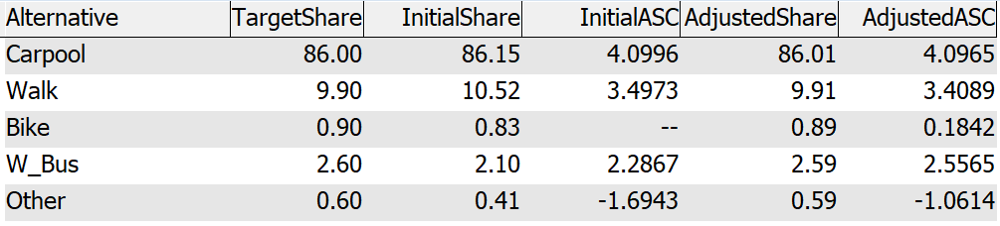 Alternative TargetShare InitialShare InitialASC AdjustedShare AdjustedASC
Carpool 86.00 86.15 4.0996 86.01 4.0965
Walk 9.90 10.52 3.4973 9.91 3.4089
Bike 0.90 0.83 -- 0.89 0.1842
W_Bus 2.60 2.10 2.2867 2.59 2.5565
Other 0.60 0.41 -1.6943 0.59 -1.0614